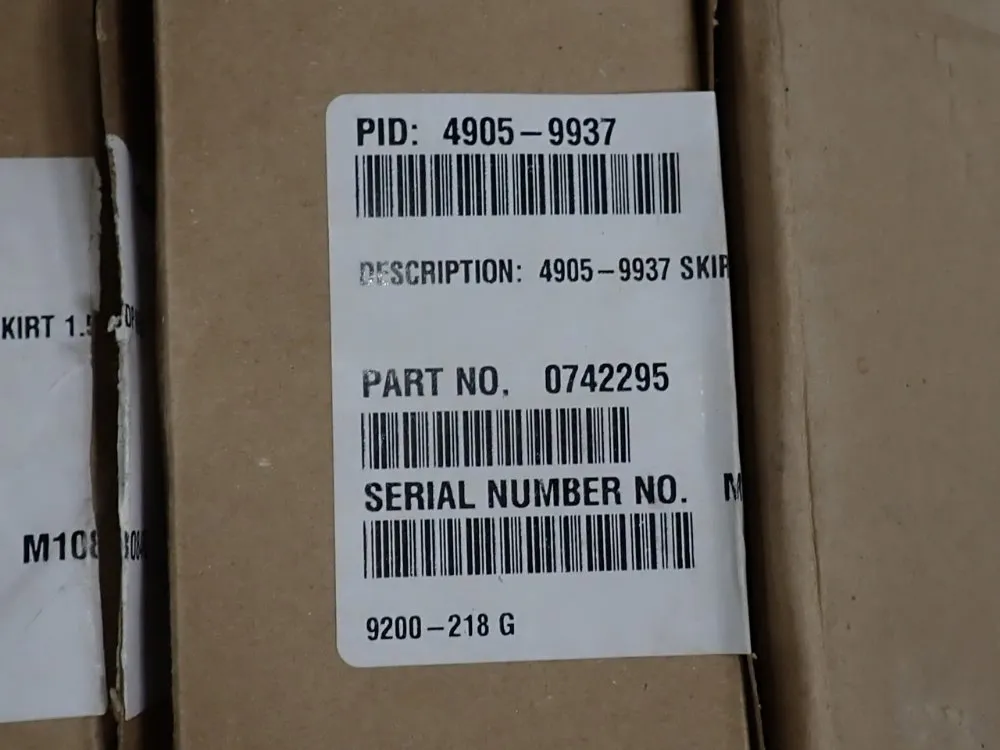 PID: 4905-9937
DESCRIPTION: 4905-9937 SKIR
PART NO. 0742295
SERIAL NUMBER NO. M
9200-218 G
KIRT 1.5
M108